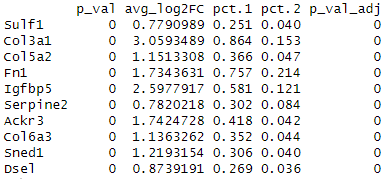 p_val avg_log2FC pct.1 pct.2 p_val_adj
Sulf1 0 0.7790989 0.251 0.040 0
Col3a1 0 3.0593489 0.864 0.153 0
Col5a2 0 1.1513308 0.366 0.047 0
Fn1 0 1.7343631 0.757 0.214 0
Igfbp5 0 2.5977917 0.581 0.121 0
Serpine2 0 0.7820218 0.302 0.084 0
Ackr3 0 1.7424728 0.418 0.042 0
Col6a3 0 1.1363262 0.352 0.044 0
Sned1 0 1.2193154 0.306 0.040 0
Dsel 0 0.8739191 0.269 0.036 0